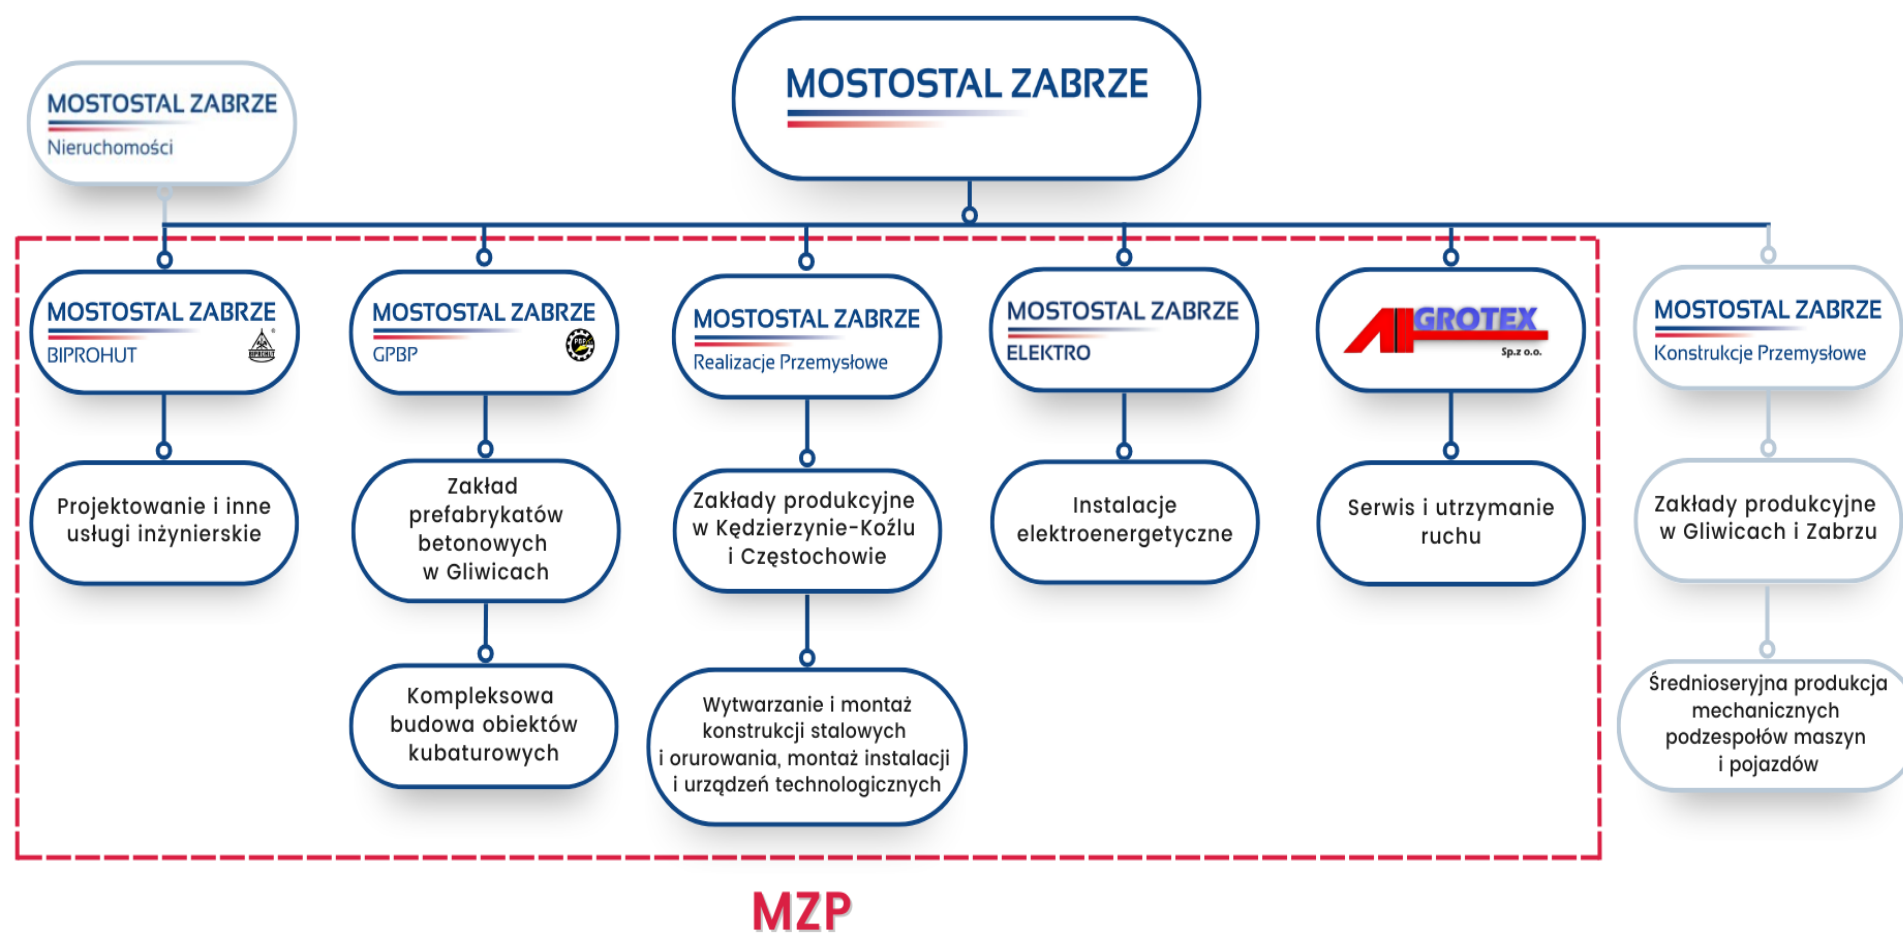 MOSTOSTAL ZABRZE
MOSTOSTAL ZABRZE
Nieruchomości
MOSTOSTAL ZABRZE
BIPROHUT
BIPROHUT
MOSTOSTAL ZABRZE
GPBP
PBP
MOSTOSTAL ZABRZE
Realizacje Przemysłowe
MOSTOSTAL ZABRZE
ELEKTRO
GROTEX
Sp.z o.o.
MOSTOSTAL ZABRZE
Konstrukcje Przemysłowe
Projektowanie i inne
usługi inżynierskie
Zakład
prefabrykatów
betonowych
w Gliwicach
Zakłady produkcyjne
w Kędzierzynie-Koźlu
i Częstochowie
Instalacje
elektroenergetyczne
Serwis i utrzymanie
ruchu
Zakłady produkcyjne
w Gliwicach i Zabrzu
Kompleksowa
budowa obiektów
kubaturowych
Wytwarzanie i montaż
konstrukcji stalowych
i orurowania, montaż instalacji
i urządzeń technologicznych
Średnioseryjna produkcja
mechanicznych
podzespołów maszyn
i pojazdów
MZP